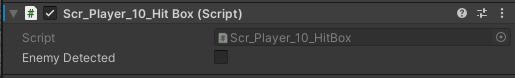 Scr_Player_10_Hit Box (Script)
Script Scr_Player_10_HitBox
Enemy Detected